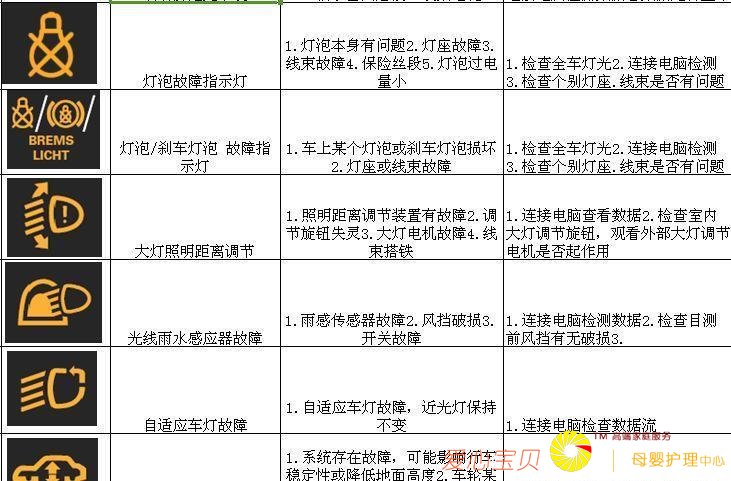 灯泡故障指示灯
1.灯泡本身有问题2.灯座故障3.
线束故障4.保险丝段5.灯泡过电
量小
1.检查全车灯光2.连接电脑检测
3.检查个别灯座.线束是否有问题
BREMS
LICHT
灯泡/刹车灯泡 故障指
示灯
1.车上某个灯泡或刹车灯泡损坏
2.灯座或线束故障
1.检查全车灯光2.连接电脑检测
3.检查个别灯座.线束是否有问题
大灯照明距离调节
1.照明距离调节装置有故障2.调
节旋钮失灵3.大灯电机故障4.线
束搭铁
1.连接电脑查看数据2.检查室内
大灯调节旋钮，观看外部大灯调节
电机是否起作用
光线雨水感应器故障
1.雨感传感器故障2.风挡破损3.
开关故障
1.连接电脑检测数据2.检查目测
前风挡有无破损3.
自适应车灯故障
1.自适应车灯故障，近光灯保持
不变
1.连接电脑检查数据流
1.系统存在故障，可能影响行车
稳定性或降低地面高度2.车轮某
爱心宝贝
TM 高端家庭服务
母婴护理中心